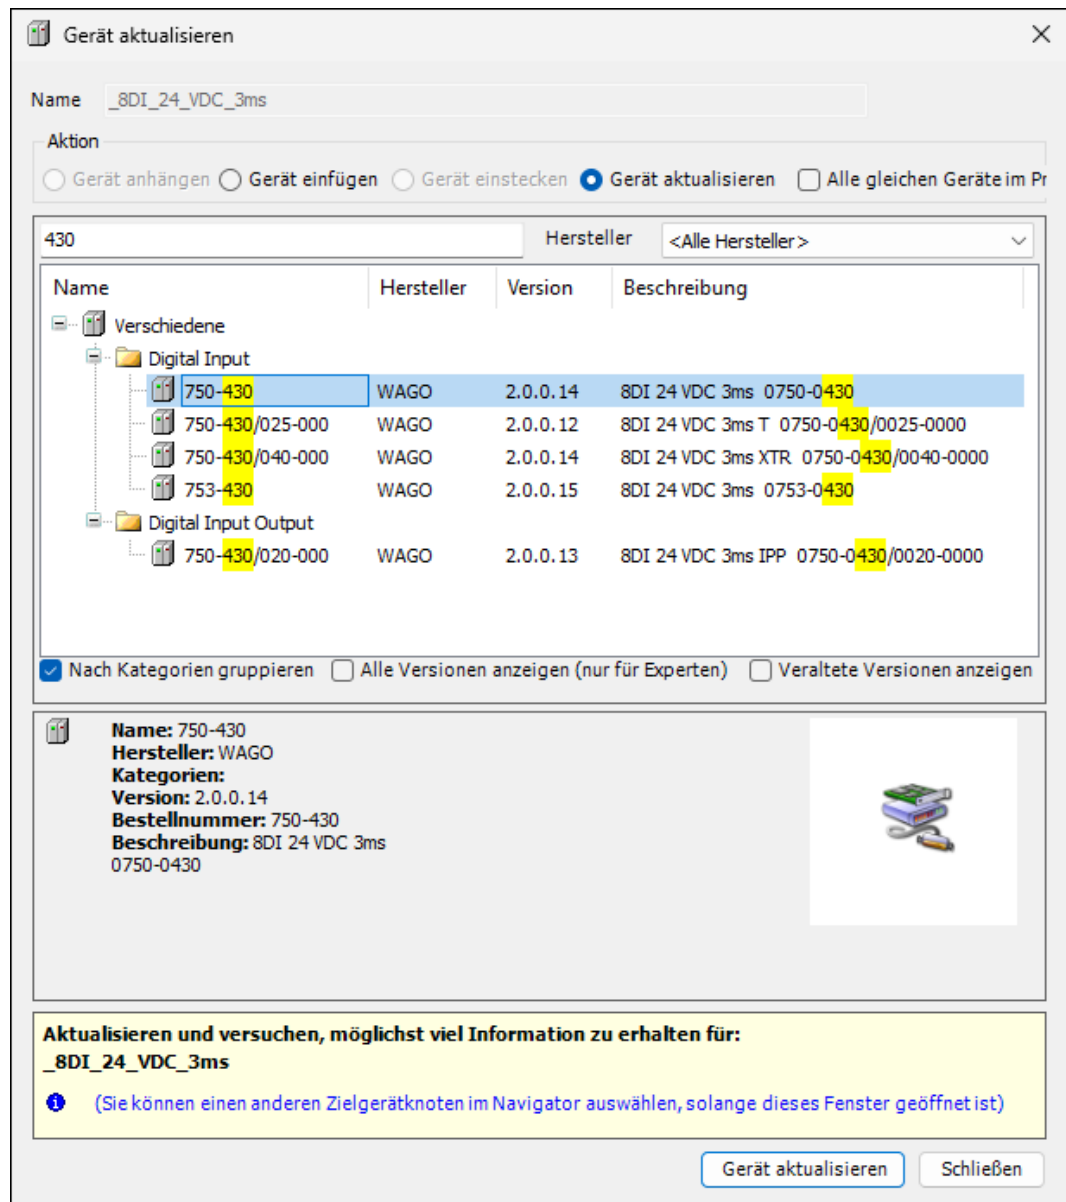 Gerät aktualisieren
Name _8DI_24_VDC_3ms
Aktion
Gerät anhängen Gerät einfügen Gerät einstecken Gerät aktualisieren Alle gleichen Geräte im Pr
430 Hersteller <Alle Hersteller>
Name Hersteller Version Beschreibung
Verschiedene
Digital Input
750-430 WAGO 2.0.0.14 8DI 24 VDC 3ms 0750-0430
750-430/025-000 WAGO 2.0.0.12 8DI 24 VDC 3ms T 0750-0430/0025-0000
750-430/040-000 WAGO 2.0.0.14 8DI 24 VDC 3ms XTR 0750-0430/0040-0000
753-430 WAGO 2.0.0.15 8DI 24 VDC 3ms 0753-0430
Digital Input Output
750-430/020-000 WAGO 2.0.0.13 8DI 24 VDC 3ms IPP 0750-0430/0020-0000
Nach Kategorien gruppieren Alle Versionen anzeigen (nur für Experten) Veraltete Versionen anzeigen
Name: 750-430
Hersteller: WAGO
Kategorien:
Version: 2.0.0.14
Bestellnummer: 750-430
Beschreibung: 8DI 24 VDC 3ms
0750-0430
Aktualisieren und versuchen, möglichst viel Information zu erhalten für:
_8DI_24_VDC_3ms
(Sie können einen anderen Zielgerätknoten im Navigator auswählen, solange dieses Fenster geöffnet ist)
Gerät aktualisieren Schließen